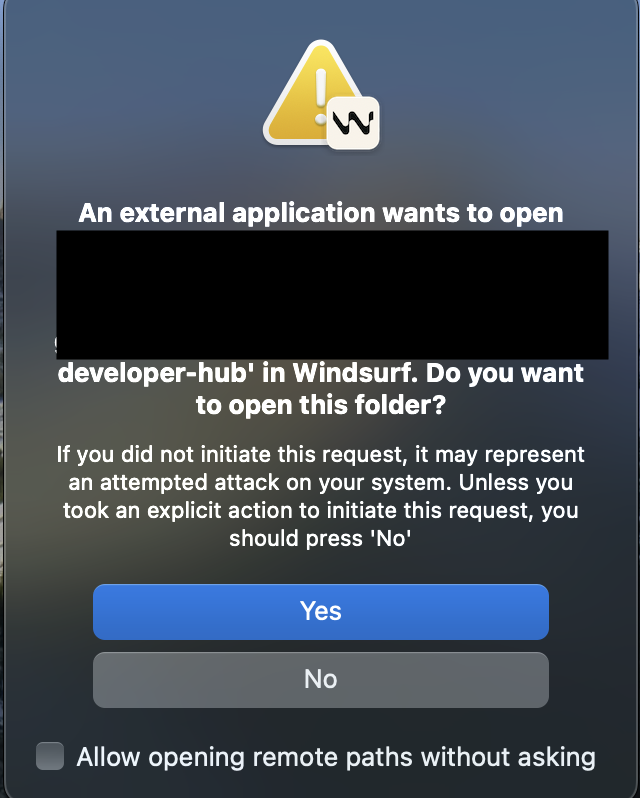 An external application wants to open
developer-hub' in Windsurf. Do you want
to open this folder?
If you did not initiate this request, it may represent
an attempted attack on your system. Unless you
took an explicit action to initiate this request, you
should press 'No'
Yes
No
Allow opening remote paths without asking